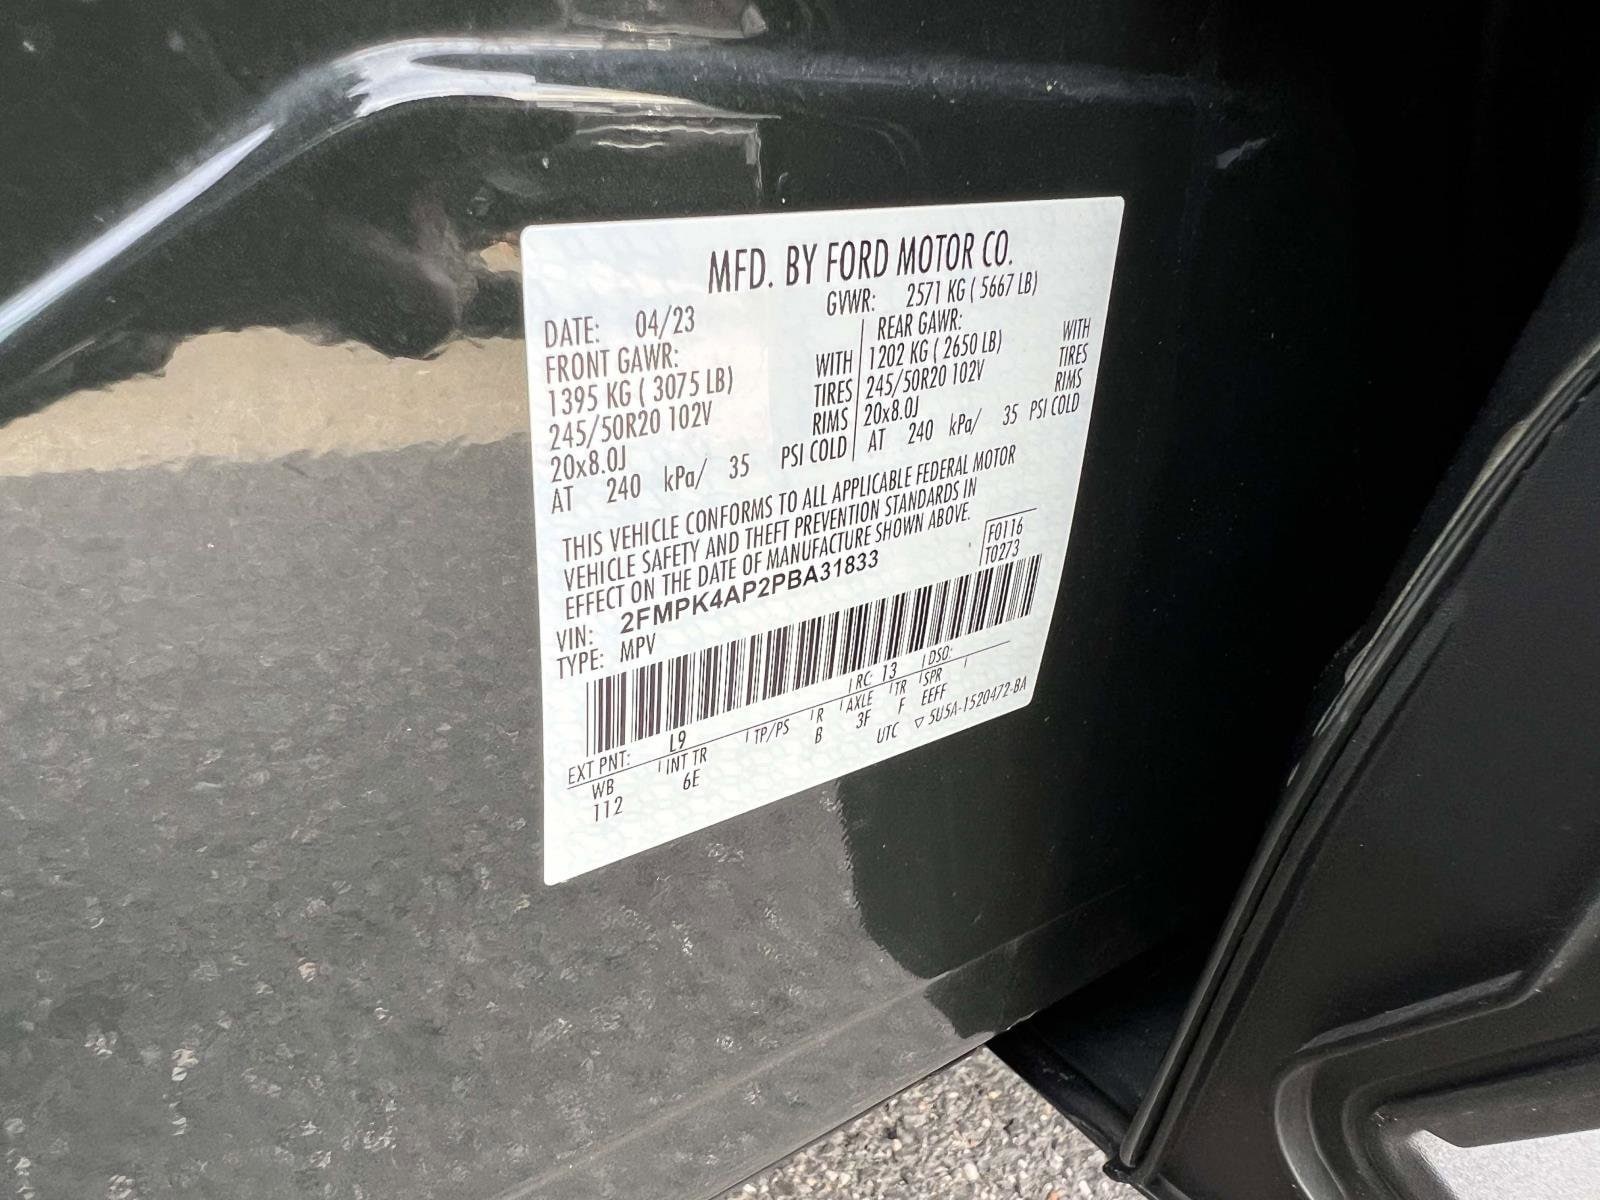 MFD. BY FORD MOTOR CO.
DATE: 04/23 GVWR: 2571 KG ( 5667 LB)
FRONT GAWR: REAR GAWR:
1395 KG ( 3075 LB) WITH 1202 KG ( 2650 LB) WITH
245/50R20 102V TIRES 245/50R20 102V TIRES
20x8.0J RIMS 20x8.0J RIMS
AT 240 kPa/ 35 PSI COLD AT 240 kPa/ 35 PSI COLD
THIS VEHICLE CONFORMS TO ALL APPLICABLE FEDERAL MOTOR
VEHICLE SAFETY AND THEFT PREVENTION STANDARDS IN
EFFECT ON THE DATE OF MANUFACTURE SHOWN ABOVE.
VIN: 2FMPK4AP2PBA31833 F0116
TYPE: MPV T0273
EXT PNT: L9 RC: 13 DSO:
WB INT TR TP/PS R AXLE TR SPR
112 6E B 3F F EEFF
UTC ▽ 5U5A-1520472-BA